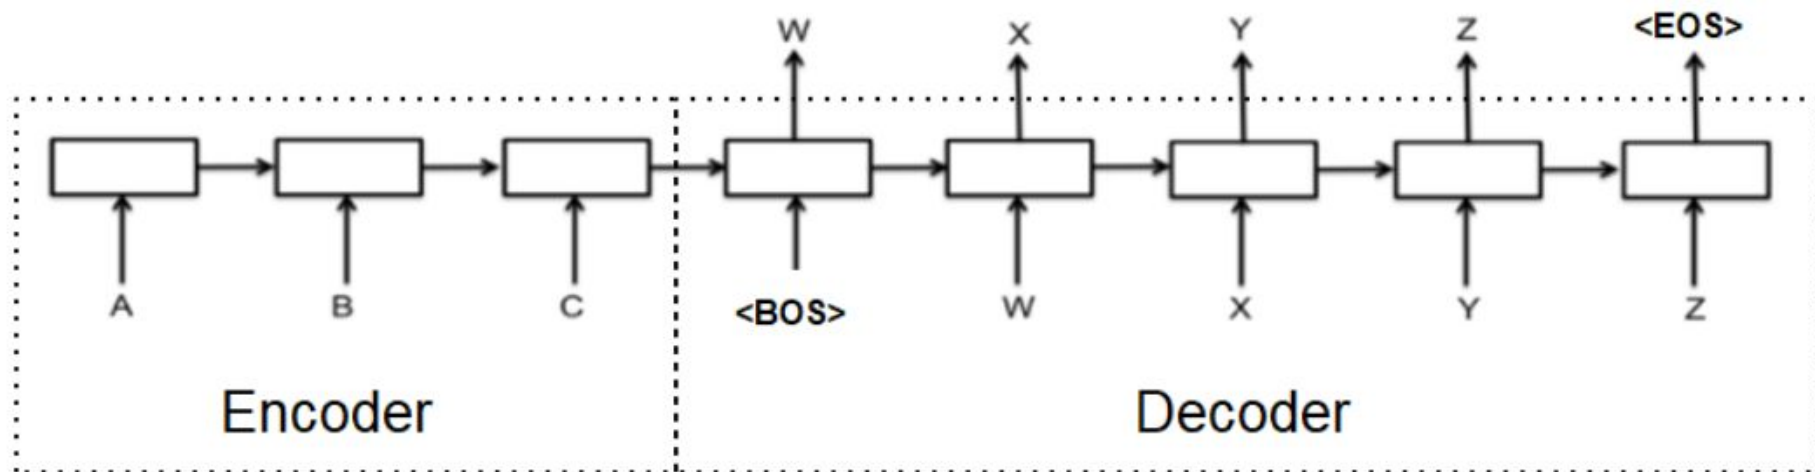 W X Y Z <EOS>
A B C <BOS> W X Y Z
Encoder Decoder